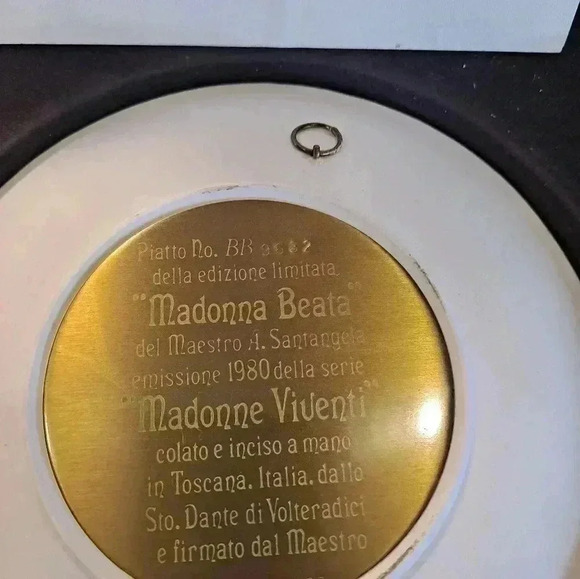 Piatto No. BB
della edizione limitata
"Madonna Beata"
del Maestro A. Santangela
emissione 1980 della serie
"Madonne Viventi"
colato e inciso a mano
in Toscana, Italia, dallo
Sto. Dante di Volteradici
e firmato dal Maestro